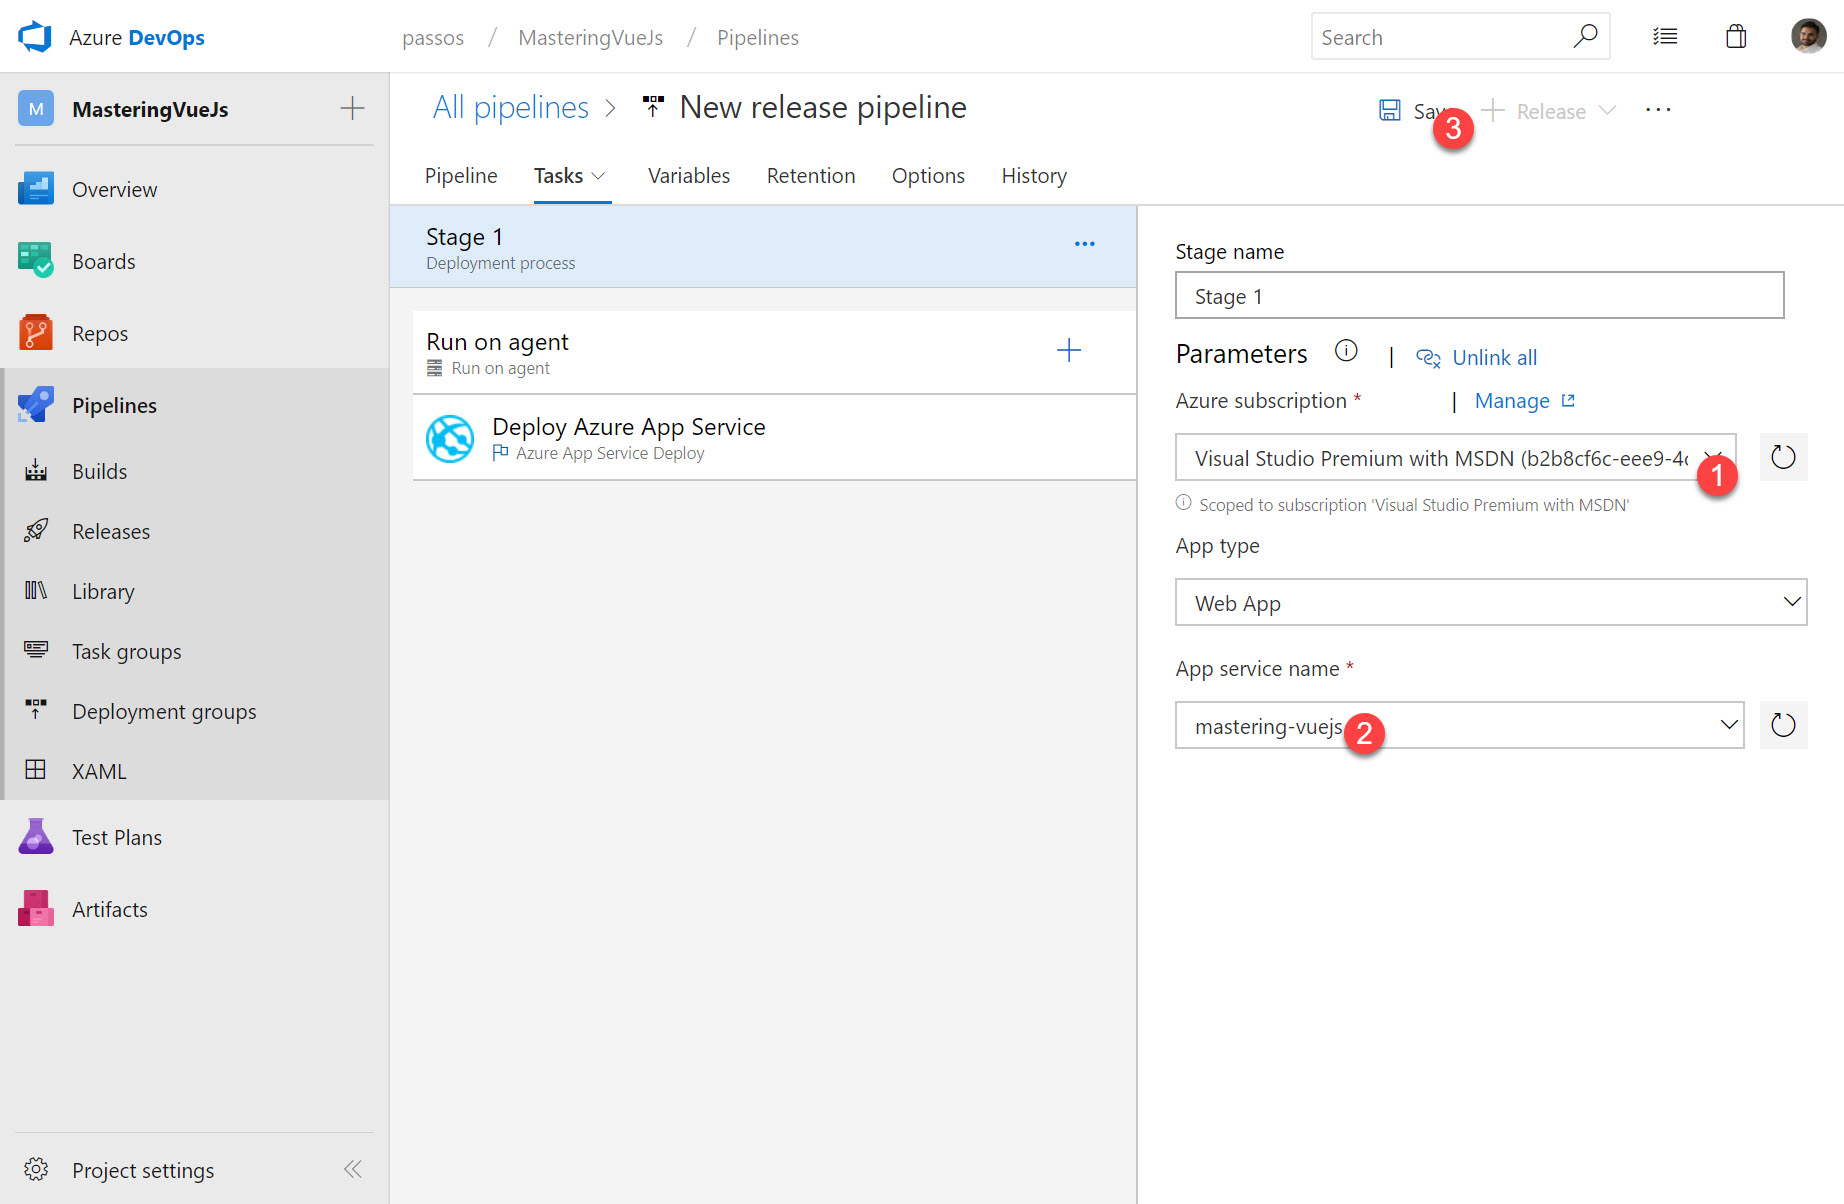 Azure DevOps
passos / MasteringVueJs / Pipelines
Search
M MasteringVueJs
Overview
Boards
Repos
Pipelines
Builds
Releases
Library
Task groups
Deployment groups
XAML
Test Plans
Artifacts
Project settings
All pipelines > New release pipeline
Sav
3
Release
Pipeline Tasks Variables Retention Options History
Stage 1
Deployment process
Run on agent
Run on agent
Deploy Azure App Service
Azure App Service Deploy
Stage name
Stage 1
Parameters | Unlink all
Azure subscription * | Manage
Visual Studio Premium with MSDN (b2b8cf6c-eee9-4c
1
Scoped to subscription 'Visual Studio Premium with MSDN'
App type
Web App
App service name *
mastering-vuejs
2